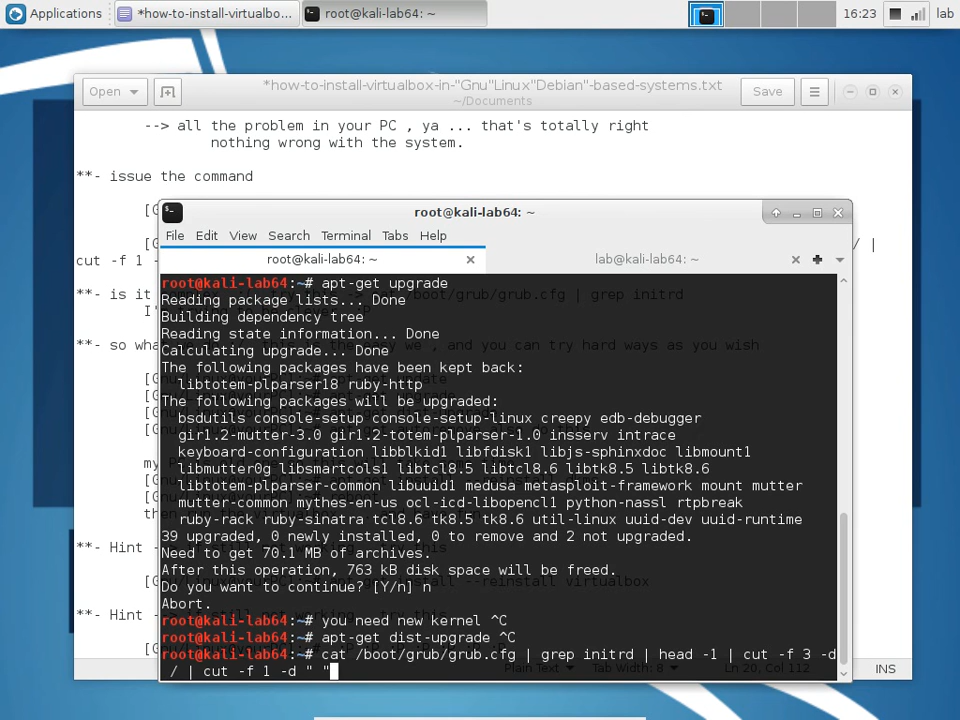 Applications
*how-to-install-virtualbo...
root@kali-lab64: ~
16:23
lab
Open
*how-to-install-virtualbox-in-"Gnu"Linux"Debian"-based-systems.txt
~/Documents
Save
--> all the problem in your PC , ya ... that's totally right
nothing wrong with the system.
**- issue the command
root@kali-lab64: ~
File Edit View Search Terminal Tabs Help
cut -f 1
root@kali-lab64: ~
lab@kali-lab64: ~
root@kali-lab64:~# apt-get upgrade
Reading package lists... Done
Building dependency tree
Reading state information... Done
Calculating upgrade... Done
The following packages have been kept back:
libtotem-plparser18 ruby-http
The following packages will be upgraded:
bsdutils console-setup console-setup-linux creepy edb-debugger
gir1.2-mutter-3.0 gir1.2-totem-plparser-1.0 insserv intrace
keyboard-configuration libblkid1 libfdisk1 libjs-sphinxdoc libmount1
libmutter0g libsmartcols1 libtcl8.5 libtcl8.6 libtk8.5 libtk8.6
libtotem-plparser-common libuuid1 medusa metasploit-framework mount mutter
mutter-common mythes-en-us ocl-icd-libopencl1 python-nassl rtpbreak
ruby-rack ruby-sinatra tcl8.6 tk8.5 tk8.6 util-linux uuid-dev uuid-runtime
39 upgraded, 0 newly installed, 0 to remove and 2 not upgraded.
Need to get 70.1 MB of archives.
After this operation, 763 kB disk space will be freed.
Do you want to continue? [Y/n] n
Abort.
root@kali-lab64:~# you need new kernel ^C
root@kali-lab64:~# apt-get dist-upgrade ^C
root@kali-lab64:~# cat /boot/grub/grub.cfg | grep initrd | head -1 | cut -f 3 -d
/ | cut -f 1 -d " "
**- is it
**- so what
**- Hint
**- Hint
Plain Text
Tab Width: 8
Ln 20, Col 112
INS